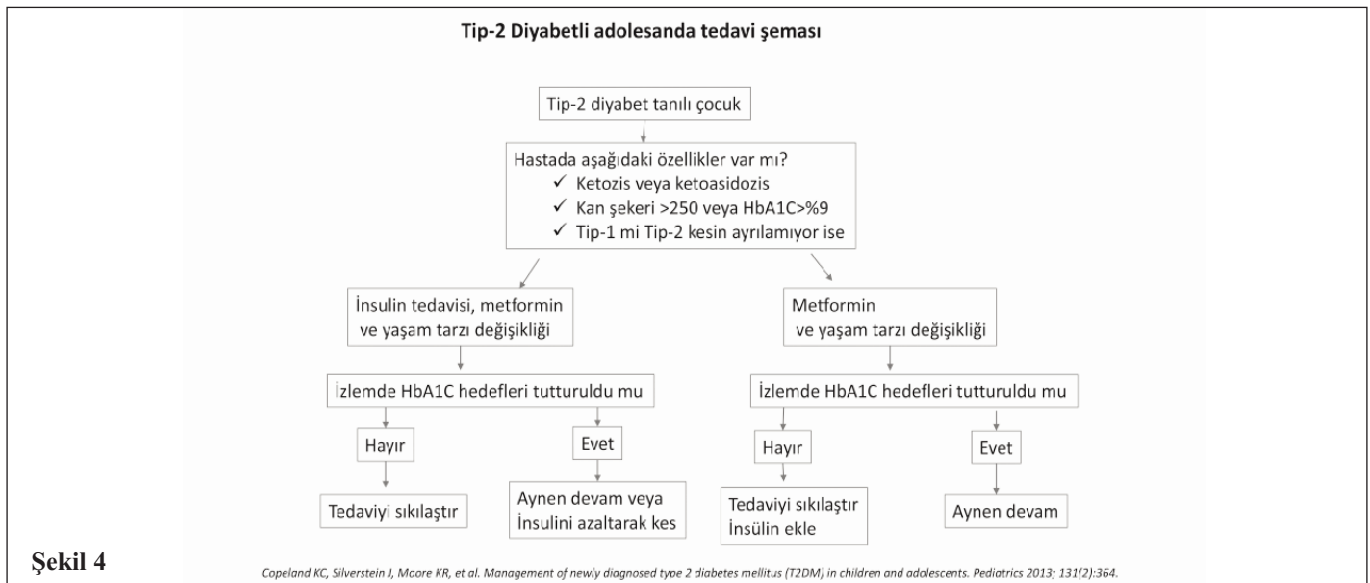 Tip-2 Diyabetli adolesanda tedavi şeması
Tip-2 diyabet tanılı çocuk
Hastada aşağıdaki özellikler var mı?
✓ Ketozis veya ketoasidozis
✓ Kan şekeri >250 veya HbA1C>%9
✓ Tip-1 mi Tip-2 kesin ayrılamıyor ise
İnsulin tedavisi, metformin
ve yaşam tarzı değişikliği
Metformin
ve yaşam tarzı değişikliği
İzlemde HbA1C hedefleri tutturuldu mu
İzlemde HbA1C hedefleri tutturuldu mu
Hayır
Evet
Hayır
Evet
Tedaviyi sıkılaştır
Aynen devam veya
İnsulini azaltarak kes
Tedaviyi sıkılaştır
İnsülin ekle
Aynen devam
Şekil 4
Copeland KC, Silverstein J, Moore KR, et al. Management of newly diagnosed type 2 diabetes mellitus (T2DM) in children and adolescents. Pediatrics 2013; 131(2):364.